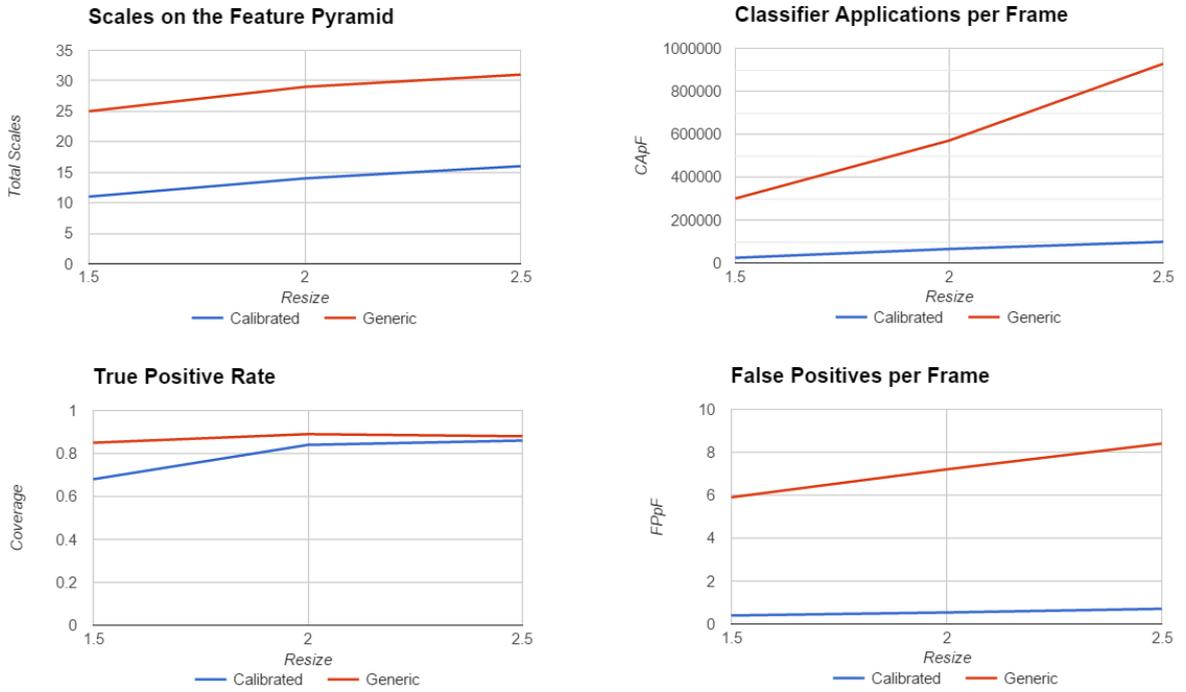 Scales on the Feature Pyramid
Total Scales
35
30
25
20
15
10
5
0
1.5 2 2.5
Resize
Calibrated Generic
Classifier Applications per Frame
CApF
1000000
800000
600000
400000
200000
0
1.5 2 2.5
Resize
Calibrated Generic
True Positive Rate
Coverage
1
0.8
0.6
0.4
0.2
0
1.5 2 2.5
Resize
Calibrated Generic
False Positives per Frame
FPpF
10
8
6
4
2
0
1.5 2 2.5
Resize
Calibrated Generic